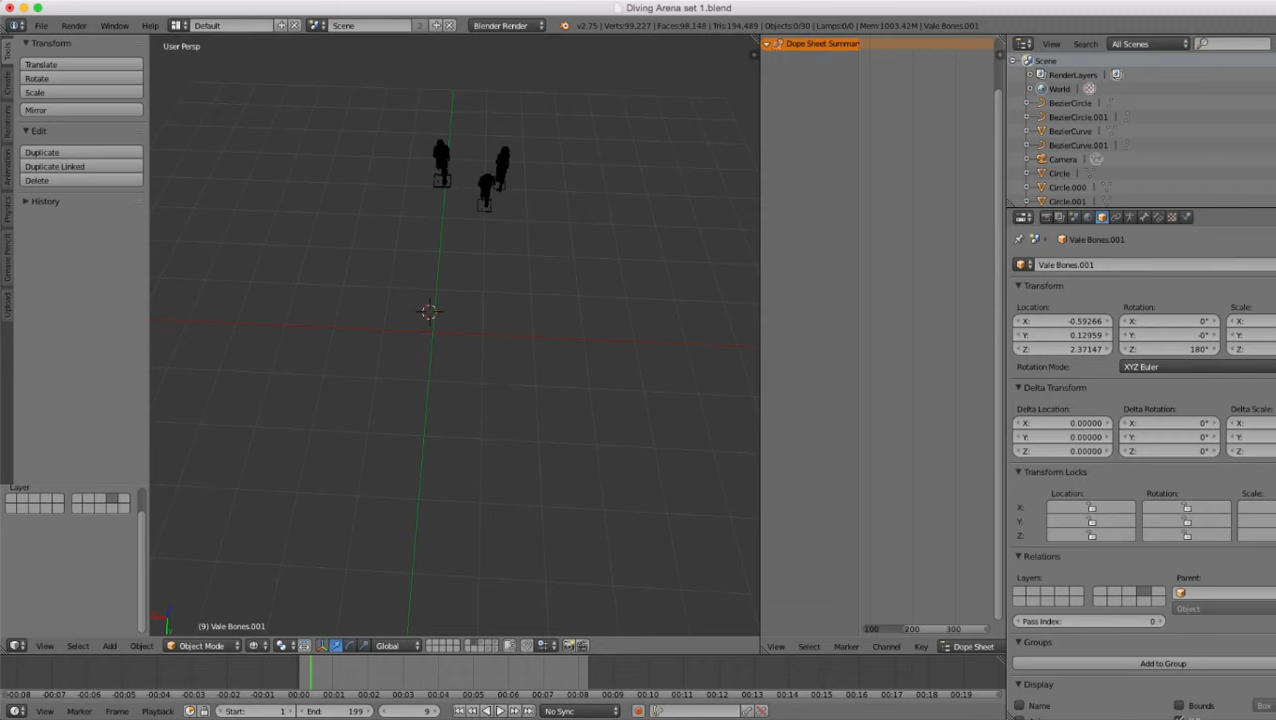 Diving Arena set 1.blend
File Render Window Help Default Scene 2 Blender Render v2.75 | Verts:99,227 | Faces:98,148 | Tris:194,489 | Objects:0/30 | Lamps:0/0 | Mem:1003.42M | Vale Bones.001
Transform
Translate
Rotate
Scale
Mirror
Edit
Duplicate
Duplicate Linked
Delete
History
Layer
Tools
Create
Relations
Animation
Physics
Grease Pencil
Upload
User Persp
(9) Vale Bones.001
View Select Add Object Object Mode Global
Dope Sheet Summar
100 200 300
View Select Marker Channel Key Dope Sheet
View Search All Scenes
Scene
RenderLayers |
World |
BezierCircle |
BezierCircle.001
BezierCurve |
BezierCurve.001
Camera |
Circle |
Circle.000
Circle.001
Vale Bones.001
Vale Bones.001
Transform
Location: Rotation: Scale:
X: -0.59266 X: 0°
Y: 0.12959 Y: -0°
Z: 2.37147 Z: 180°
Rotation Mode: XYZ Euler
Delta Transform
Delta Location: Delta Rotation: Delta Scale:
X: 0.00000 X: 0°
Y: 0.00000 Y: 0°
Z: 0.00000 Z: 0°
Transform Locks
Location: Rotation: Scale:
X:
Y:
Z:
Relations
Layers: Parent:
Object
Pass Index: 0
Groups
Add to Group
Display
Name Bounds Box
-00:08 -00:07 -00:06 -00:05 -00:04 -00:03 -00:02 -00:01 00:00 00:01 00:02 00:03 00:04 00:05 00:06 00:07 00:08 00:09 00:10 00:11 00:12 00:13 00:14 00:15 00:16 00:17 00:18 00:19
View Marker Frame Playback Start: 1 End: 199 9 No Sync